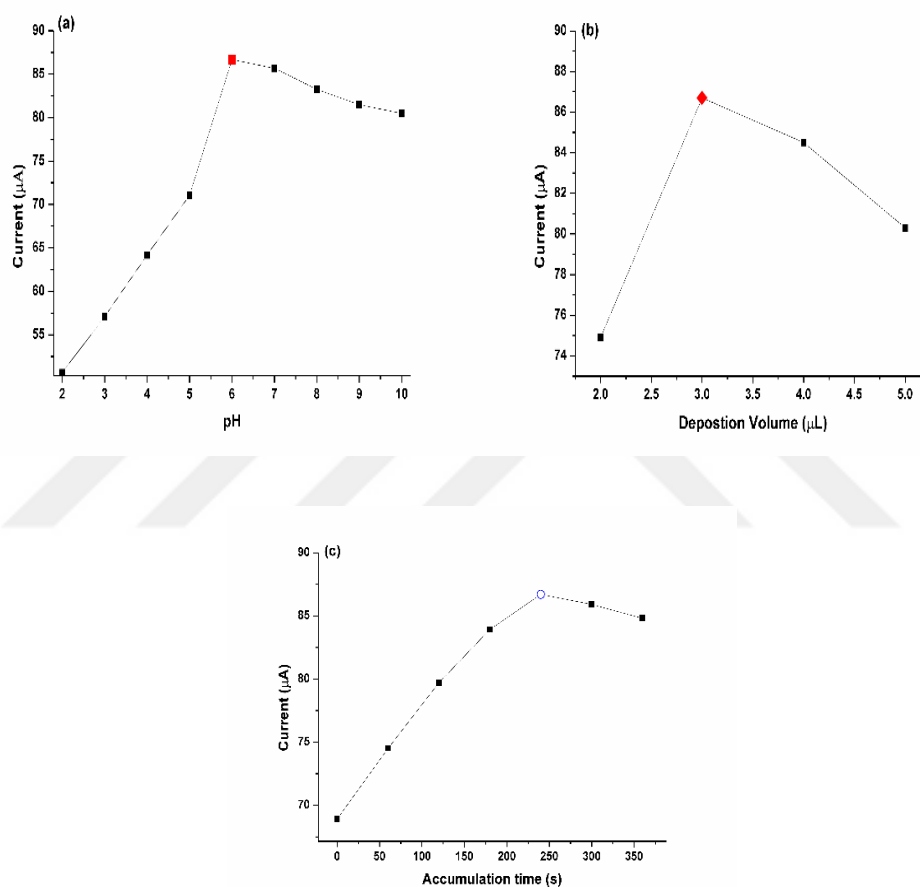 (a)
90
85
80
75
70
65
60
55
Current (μA)
2 3 4 5 6 7 8 9 10
pH
(b)
90
88
86
84
82
80
78
76
74
Current (μA)
2.0 2.5 3.0 3.5 4.0 4.5 5.0
Depostion Volume (μL)
(c)
90
85
80
75
70
Current (μA)
0 50 100 150 200 250 300 350
Accumulation time (s)